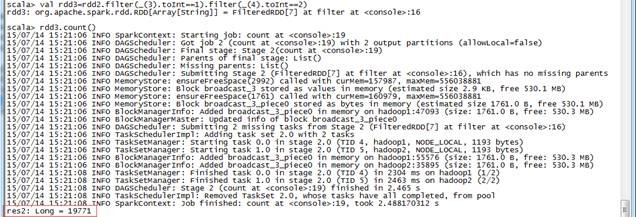 scala> val rdd3=rdd2.filter(_(3).toInt==1).filter(_(4).toInt==2)
rdd3: org.apache.spark.rdd.RDD[Array[String]] = FilteredRDD[7] at filter at <console>:16
scala> rdd3.count()
15/07/14 15:21:06 INFO SparkContext: Starting job: count at <console>:19
15/07/14 15:21:06 INFO DAGScheduler: Got job 2 (count at <console>:19) with 2 output partitions (allowLocal=false)
15/07/14 15:21:06 INFO DAGScheduler: Final stage: Stage 2(count at <console>:19)
15/07/14 15:21:06 INFO DAGScheduler: Parents of final stage: List()
15/07/14 15:21:06 INFO DAGScheduler: Missing parents: List()
15/07/14 15:21:06 INFO DAGScheduler: Submitting Stage 2 (FilteredRDD[7] at filter at <console>:16), which has no missing parents
15/07/14 15:21:06 INFO MemoryStore: ensureFreeSpace(2992) called with curMem=157987, maxMem=556038881
15/07/14 15:21:06 INFO MemoryStore: Block broadcast_3 stored as values in memory (estimated size 2.9 KB, free 530.1 MB)
15/07/14 15:21:06 INFO MemoryStore: ensureFreeSpace(1761) called with curMem=160979, maxMem=556038881
15/07/14 15:21:06 INFO MemoryStore: Block broadcast_3_piece0 stored as bytes in memory (estimated size 1761.0 B, free 530.1 MB)
15/07/14 15:21:06 INFO BlockManagerInfo: Added broadcast_3_piece0 in memory on hadoop1:47093 (size: 1761.0 B, free: 530.2 MB)
15/07/14 15:21:06 INFO BlockManagerMaster: Updated info of block broadcast_3_piece0
15/07/14 15:21:06 INFO DAGScheduler: Submitting 2 missing tasks from Stage 2 (FilteredRDD[7] at filter at <console>:16)
15/07/14 15:21:06 INFO TaskSchedulerImpl: Adding task set 2.0 with 2 tasks
15/07/14 15:21:06 INFO TaskSetManager: Starting task 0.0 in stage 2.0 (TID 4, hadoop1, NODE_LOCAL, 1193 bytes)
15/07/14 15:21:06 INFO TaskSetManager: Starting task 1.0 in stage 2.0 (TID 5, hadoop2, NODE_LOCAL, 1193 bytes)
15/07/14 15:21:06 INFO BlockManagerInfo: Added broadcast_3_piece0 in memory on hadoop1:55576 (size: 1761.0 B, free: 530.3 MB)
15/07/14 15:21:06 INFO BlockManagerInfo: Added broadcast_3_piece0 in memory on hadoop2:35895 (size: 1761.0 B, free: 530.3 MB)
15/07/14 15:21:08 INFO TaskSetManager: Finished task 0.0 in stage 2.0 (TID 4) in 2304 ms on hadoop1 (1/2)
15/07/14 15:21:08 INFO TaskSetManager: Finished task 1.0 in stage 2.0 (TID 5) in 2463 ms on hadoop2 (2/2)
15/07/14 15:21:08 INFO DAGScheduler: Stage 2 (count at <console>:19) finished in 2.465 s
15/07/14 15:21:08 INFO TaskSchedulerImpl: Removed TaskSet 2.0, whose tasks have all completed, from pool
15/07/14 15:21:08 INFO SparkContext: Job finished: count at <console>:19, took 2.488170312 s
res2: Long = 19771